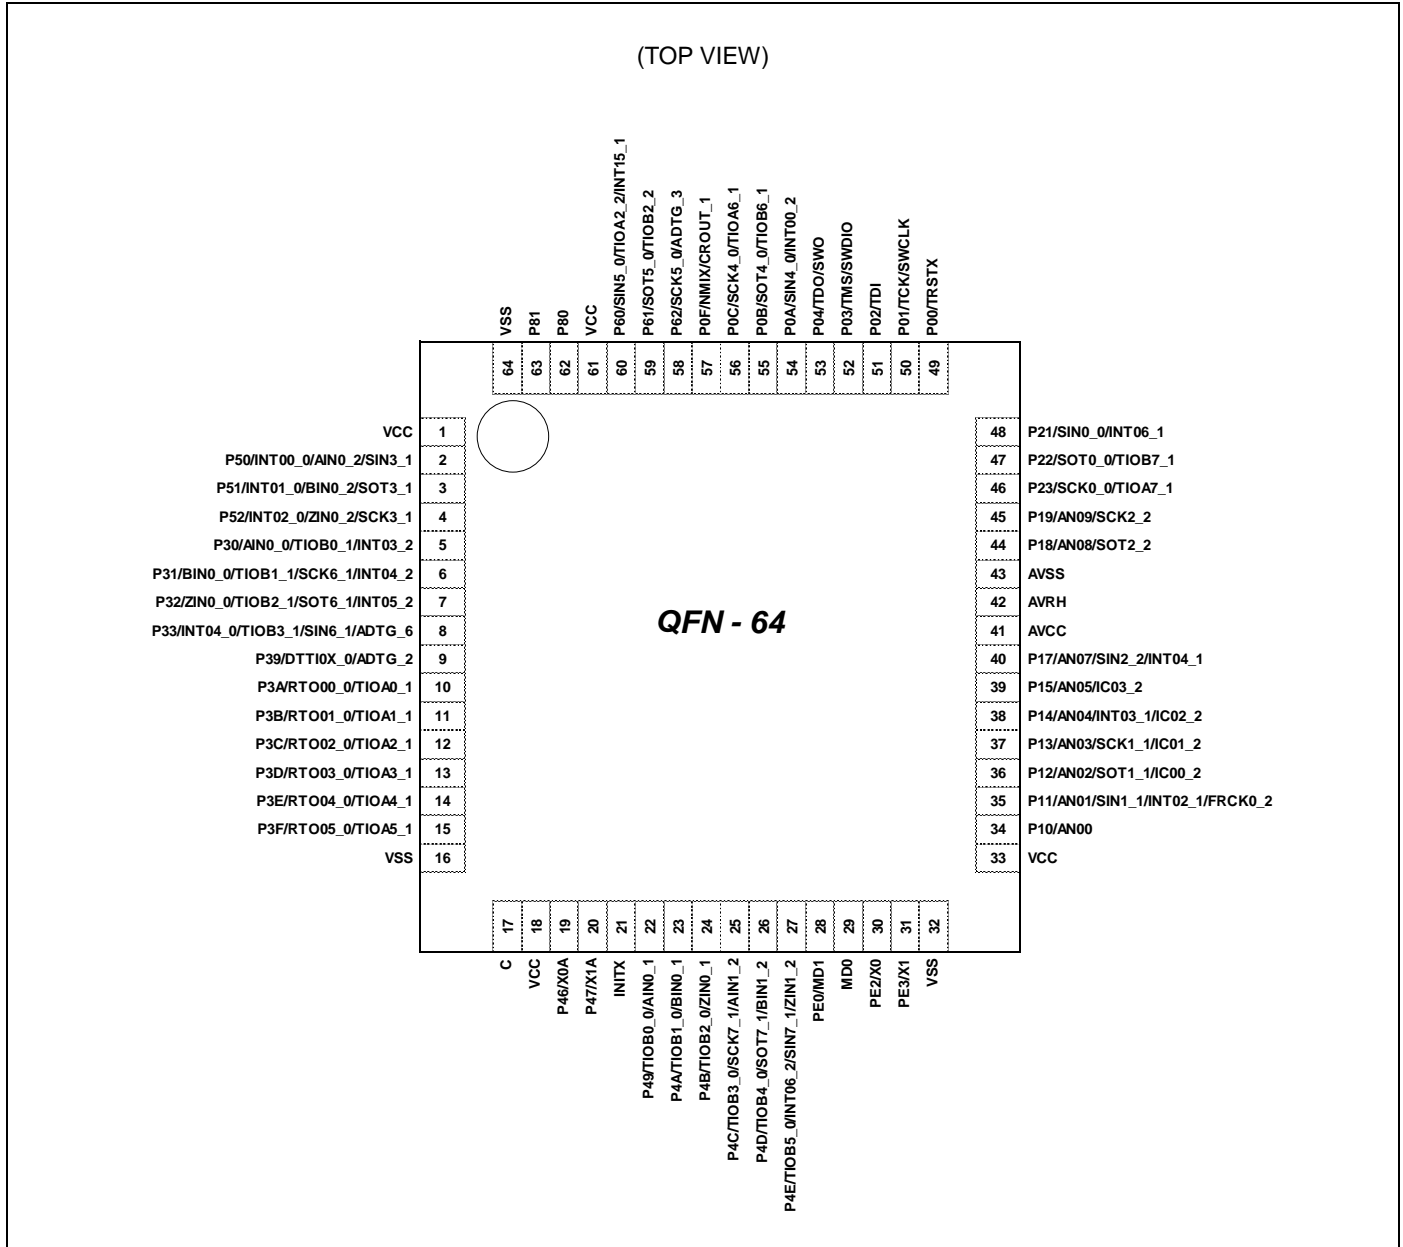 (TOP VIEW)
VSS
P81
P80
VCC
P60/SIN5_0/TIOA2_2/INT15_1
P61/SOT5_0/TIOB2_2
P62/SCK5_0/ADTG_3
P0F/NMIX/CROUT_1
P0C/SCK4_0/TIOA6_1
P0B/SOT4_0/TIOB6_1
P0A/SIN4_0/INT00_2
P04/TDO/SWO
P03/TMS/SWDIO
P02/TDI
P01/TCK/SWCLK
P00/TRSTX
64
63
62
61
60
59
58
57
56
55
54
53
52
51
50
49
VCC 1
P50/INT00_0/AIN0_2/SIN3_1 2
P51/INT01_0/BIN0_2/SOT3_1 3
P52/INT02_0/ZIN0_2/SCK3_1 4
P30/AIN0_0/TIOB0_1/INT03_2 5
P31/BIN0_0/TIOB1_1/SCK6_1/INT04_2 6
P32/ZIN0_0/TIOB2_1/SOT6_1/INT05_2 7
P33/INT04_0/TIOB3_1/SIN6_1/ADTG_6 8
P39/DTTI0X_0/ADTG_2 9
P3A/RTO00_0/TIOA0_1 10
P3B/RTO01_0/TIOA1_1 11
P3C/RTO02_0/TIOA2_1 12
P3D/RTO03_0/TIOA3_1 13
P3E/RTO04_0/TIOA4_1 14
P3F/RTO05_0/TIOA5_1 15
VSS 16
QFN - 64
48 P21/SIN0_0/INT06_1
47 P22/SOT0_0/TIOB7_1
46 P23/SCK0_0/TIOA7_1
45 P19/AN09/SCK2_2
44 P18/AN08/SOT2_2
43 AVSS
42 AVRH
41 AVCC
40 P17/AN07/SIN2_2/INT04_1
39 P15/AN05/IC03_2
38 P14/AN04/INT03_1/IC02_2
37 P13/AN03/SCK1_1/IC01_2
36 P12/AN02/SOT1_1/IC00_2
35 P11/AN01/SIN1_1/INT02_1/FRCK0_2
34 P10/AN00
33 VCC
17
18
19
20
21
22
23
24
25
26
27
28
29
30
31
32
C
VCC
P46/X0A
P47/X1A
INITX
P49/TIOB0_0/AIN0_1
P4A/TIOB1_0/BIN0_1
P4B/TIOB2_0/ZIN0_1
P4C/TIOB3_0/SCK7_1/AIN1_2
P4D/TIOB4_0/SOT7_1/BIN1_2
P4E/TIOB5_0/INT06_2/SIN7_1/ZIN1_2
PE0/MD1
MD0
PE2/X0
PE3/X1
VSS